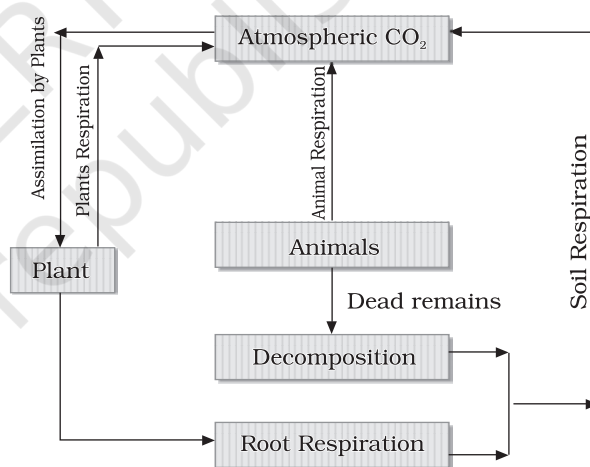 Atmospheric CO₂
Assimilation by Plants
Plants Respiration
Animal Respiration
Soil Respiration
Animals
Plant
Dead remains
Decomposition
Root Respiration